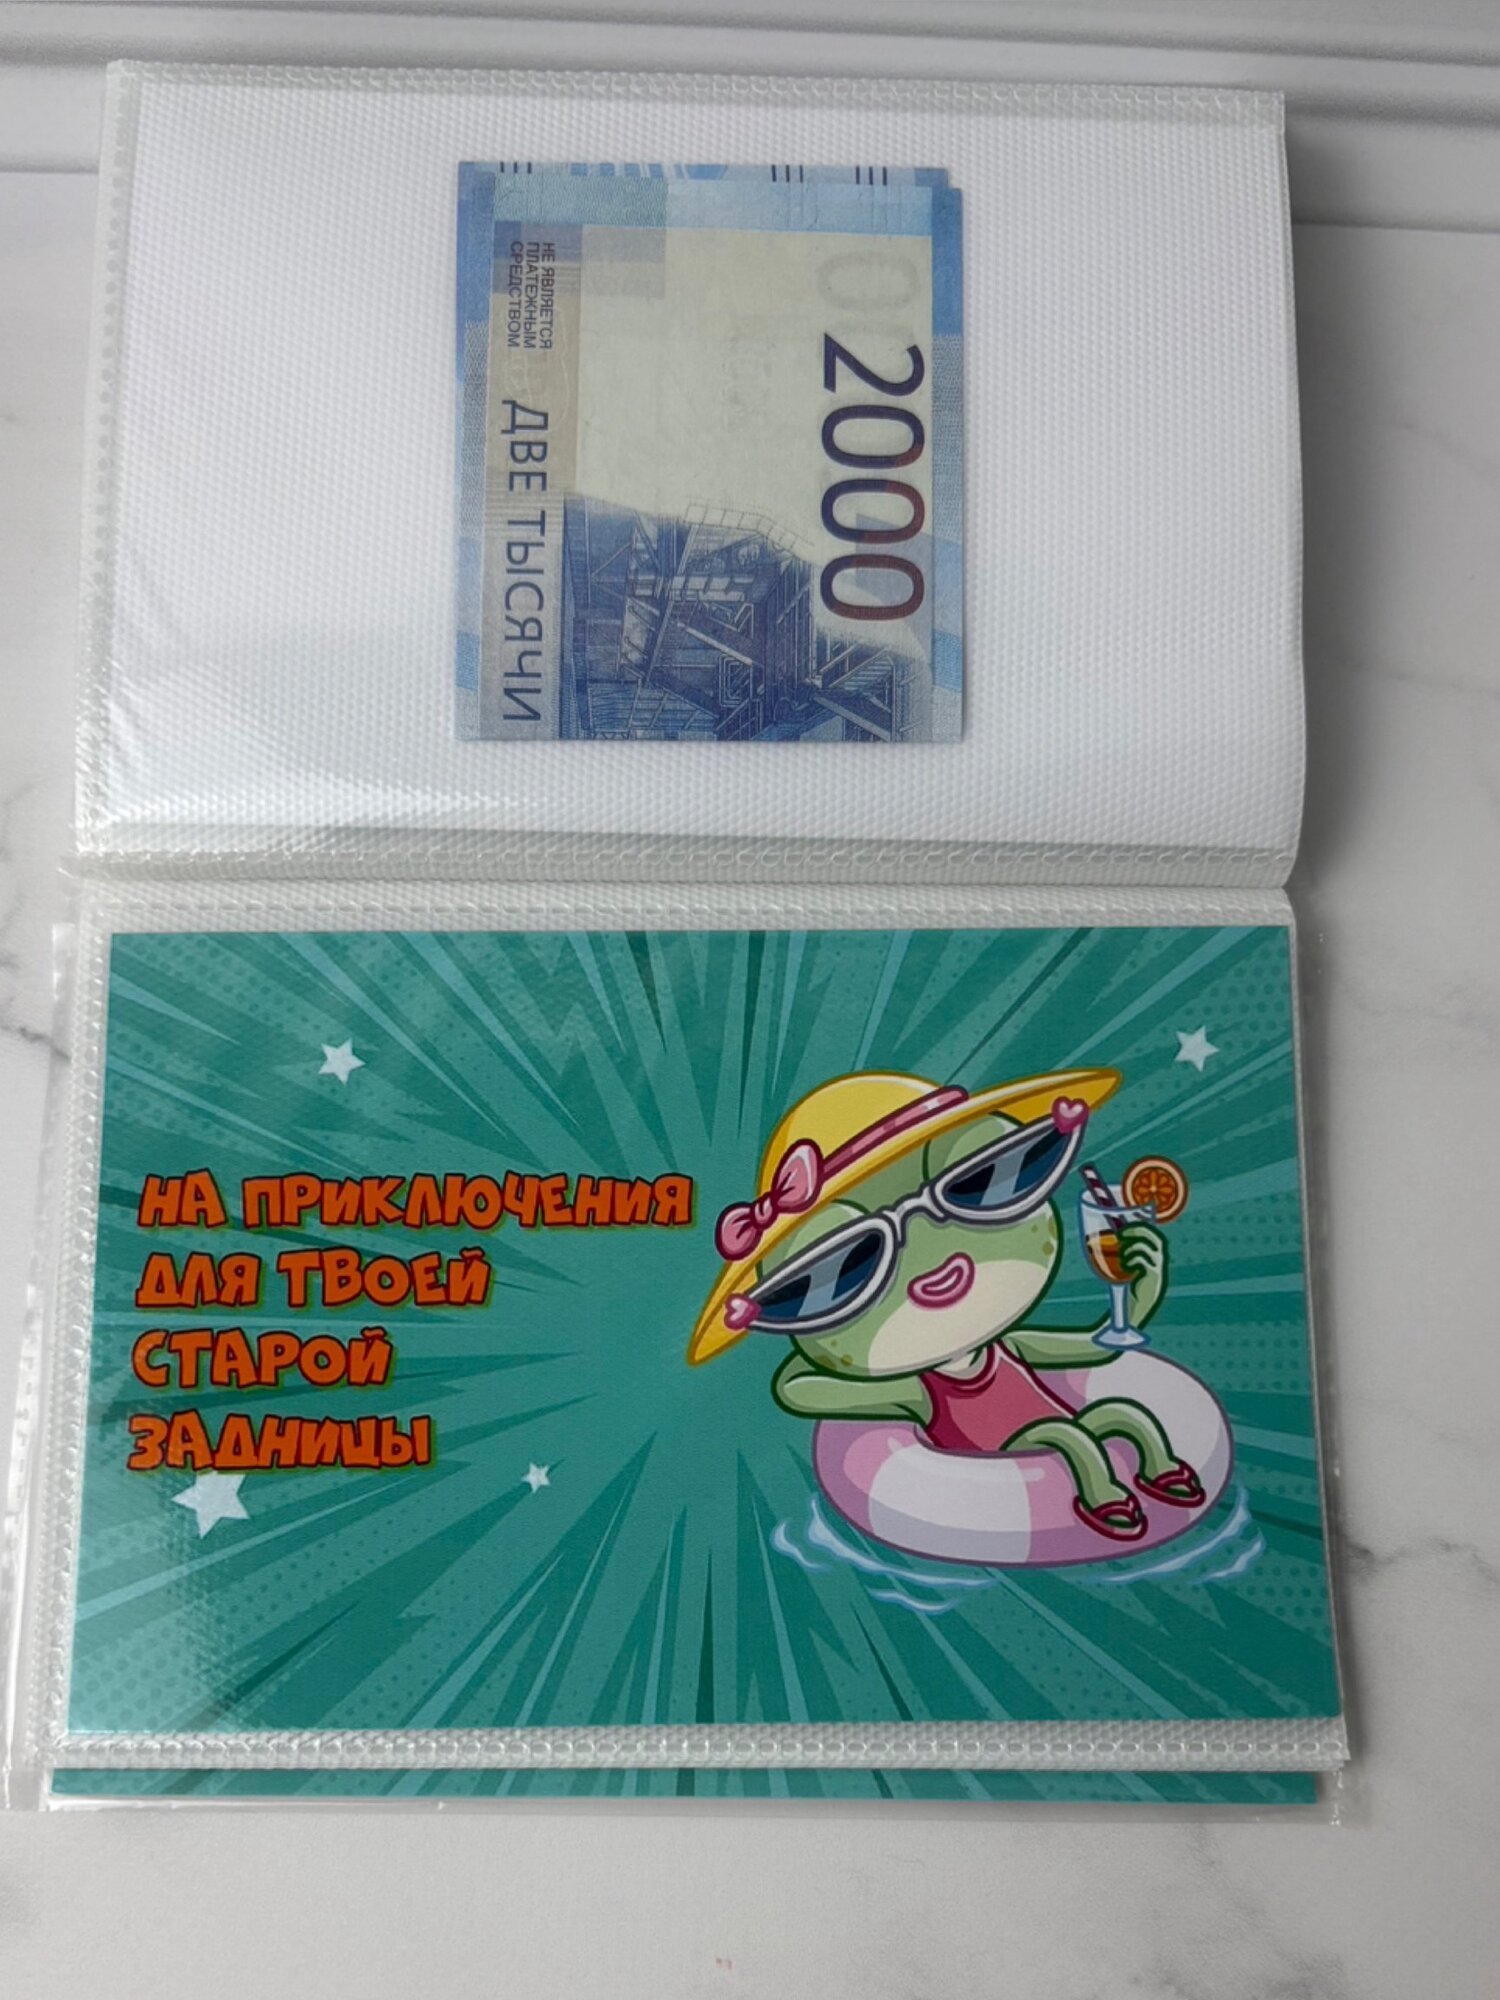 2000
НЕ ЯВЛЯЕТСЯ
ПЛАТЕЖНЫМ
СРЕДСТВОМ
ДВЕ ТЫСЯЧИ
НА ПРИКЛЮЧЕНИЯ
ДЛЯ ТВОЕЙ
СТАРОЙ
ЗАДНИЦЫ